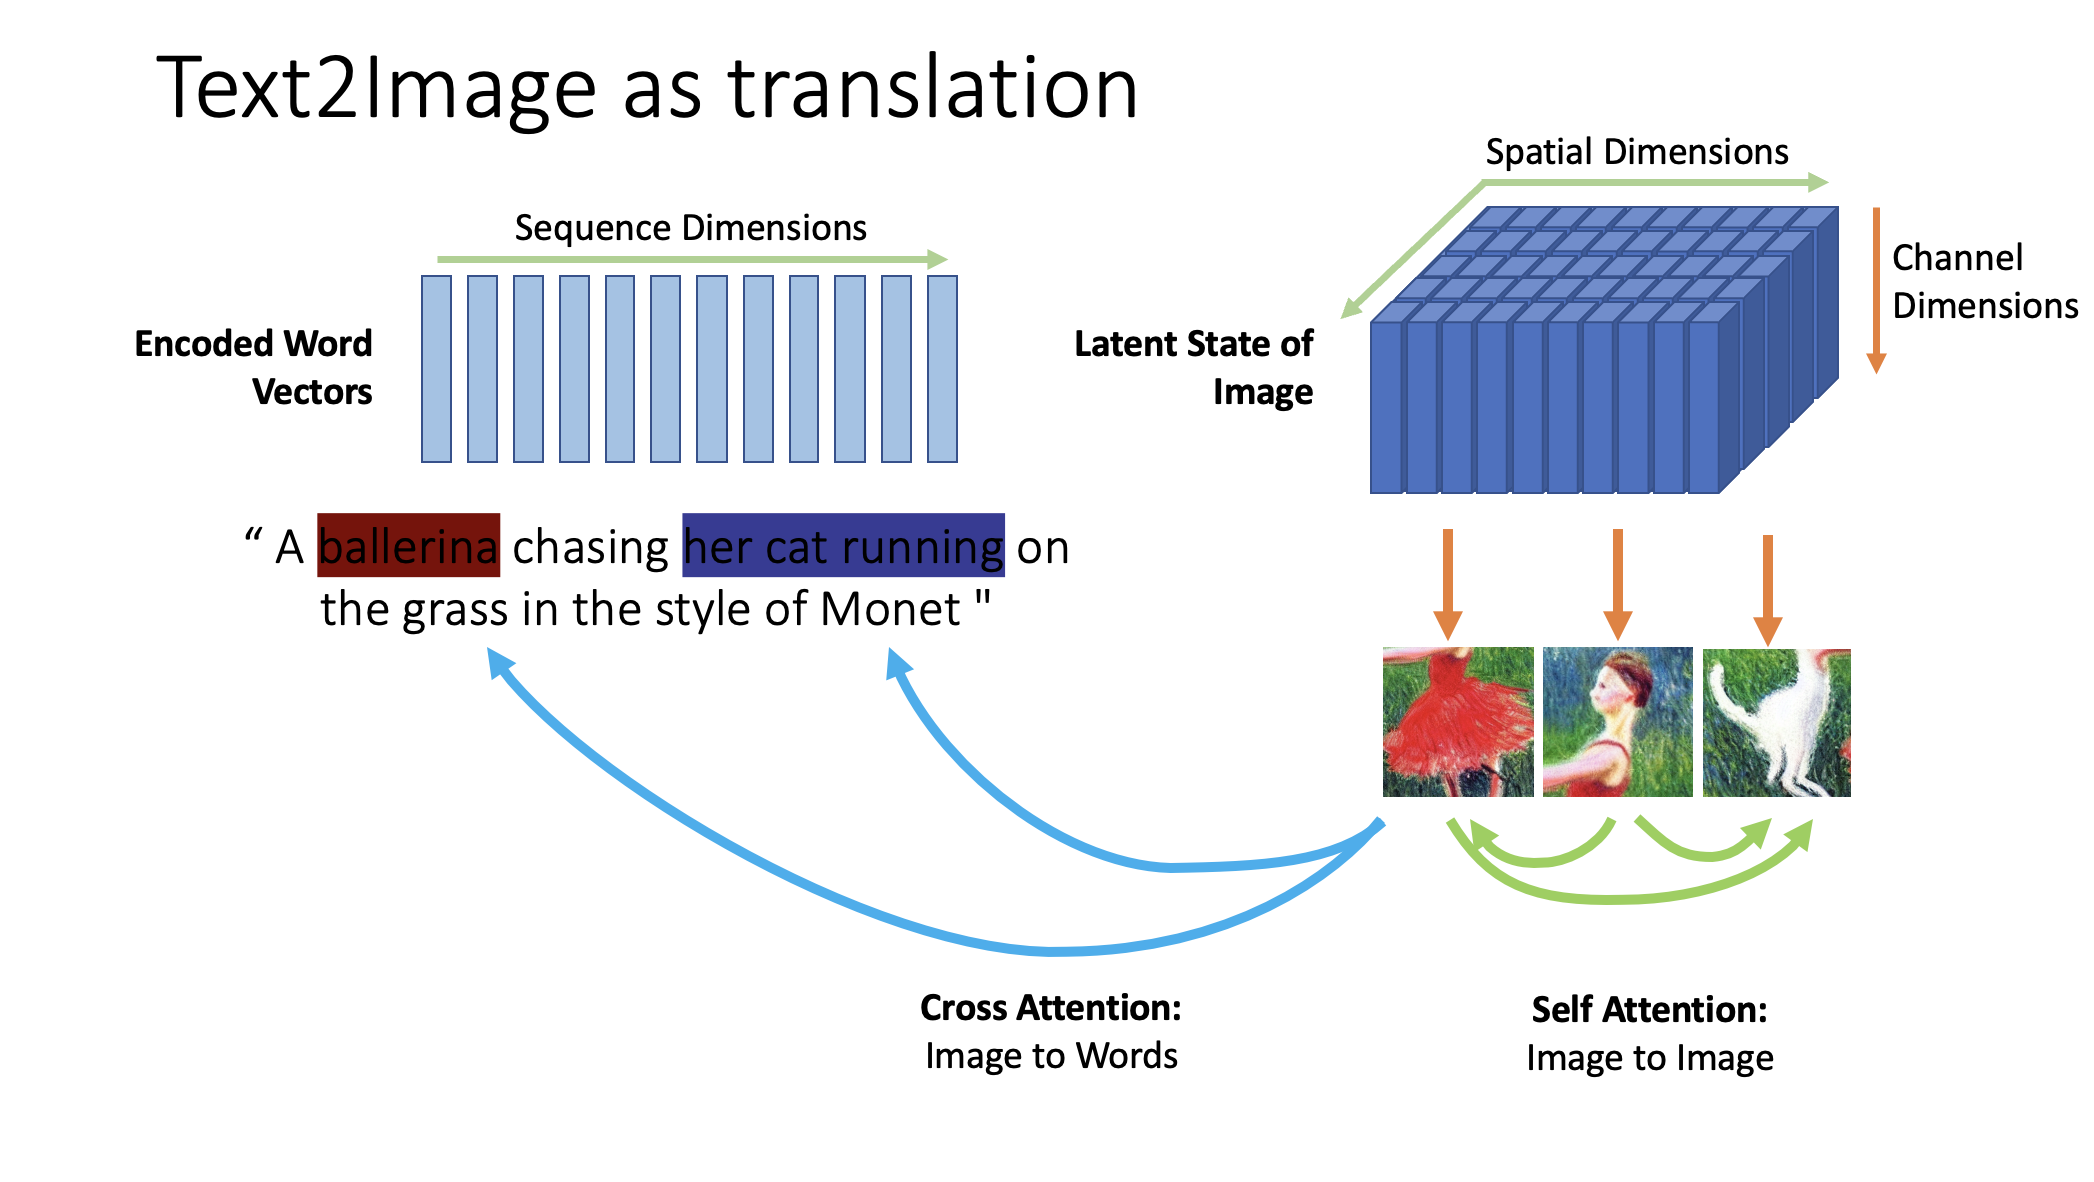 Text2Image as translation
Sequence Dimensions
Encoded Word
Vectors
“ A ballerina chasing her cat running on
the grass in the style of Monet "
Spatial Dimensions
Channel
Dimensions
Latent State of
Image
Cross Attention:
Image to Words
Self Attention:
Image to Image